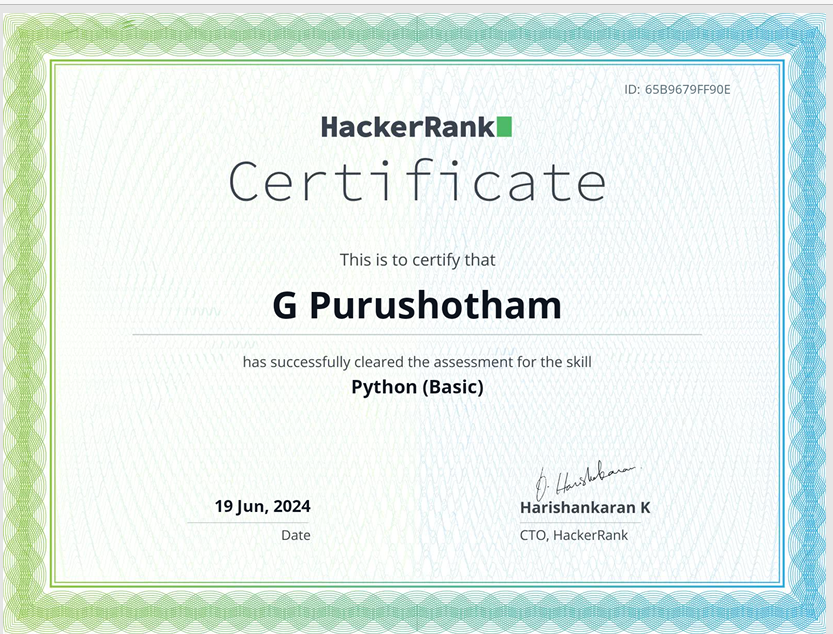 ID: 65B9679FF90E
HackerRank
Certificate
This is to certify that
G Purushotham
has successfully cleared the assessment for the skill
Python (Basic)
19 Jun, 2024
Date
Harishankaran K
CTO, HackerRank